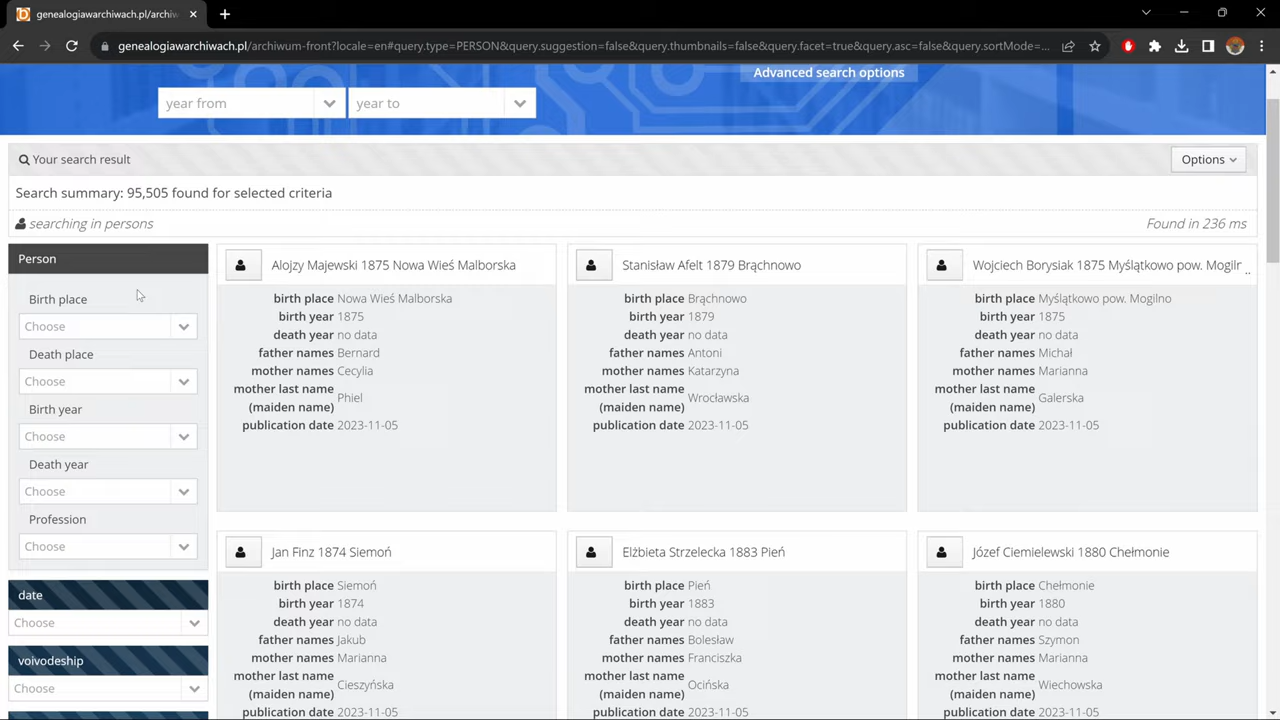 genealogiawarchiwach.pl/archiw
genealogiawarchiwach.pl/archiwum-front?locale=en#query.type=PERSON&query.suggestion=false&query.thumbnails=false&query.facet=true&query.asc=false&query.sortMode=...
Advanced search options
year from
year to
Your search result
Options
Search summary: 95,505 found for selected criteria
searching in persons
Found in 236 ms
Person
Birth place
Choose
Death place
Choose
Birth year
Choose
Death year
Choose
Profession
Choose
date
Choose
voivodeship
Choose
Alojzy Majewski 1875 Nowa Wieś Malborska
birth place Nowa Wieś Malborska
birth year 1875
death year no data
father names Bernard
mother names Cecylia
mother last name
(maiden name) Phiel
publication date 2023-11-05
Stanisław Afelt 1879 Brąchnowo
birth place Brąchnowo
birth year 1879
death year no data
father names Antoni
mother names Katarzyna
mother last name
(maiden name) Wrocławska
publication date 2023-11-05
Wojciech Borysiak 1875 Myślątkowo pow. Mogilr ..
birth place Myślątkowo pow. Mogilno
birth year 1875
death year no data
father names Michał
mother names Marianna
mother last name
(maiden name) Galerska
publication date 2023-11-05
Jan Finz 1874 Siemoń
birth place Siemoń
birth year 1874
death year no data
father names Jakub
mother names Marianna
mother last name
(maiden name) Cieszyńska
publication date 2023-11-05
Elżbieta Strzelecka 1883 Pień
birth place Pień
birth year 1883
death year no data
father names Bolesław
mother names Franciszka
mother last name
(maiden name) Ocińska
publication date 2023-11-05
Józef Ciemielewski 1880 Chełmonie
birth place Chełmonie
birth year 1880
death year no data
father names Szymon
mother names Marianna
mother last name
(maiden name) Wiechowska
publication date 2023-11-05